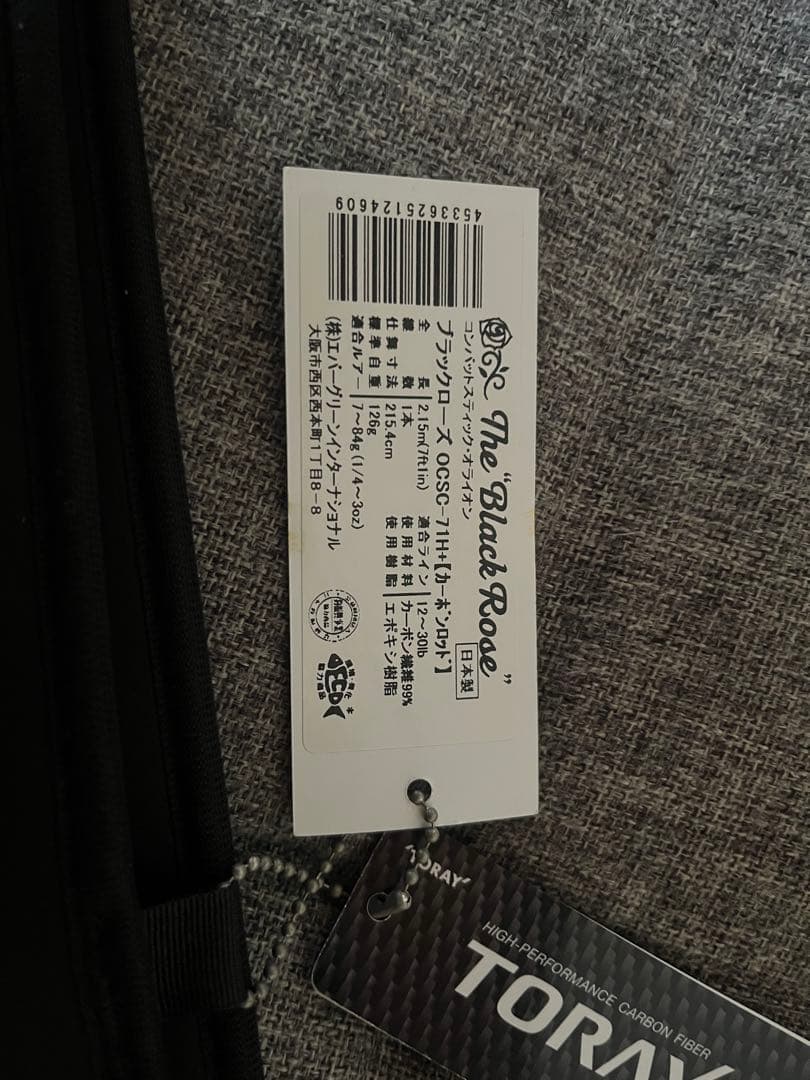 4533625124609
The "Black Rose"
コンバットスティック・オライオン
日本製
ブラックローズ OCSC-71H+【カーボンロッド】
全長 2.15m(7ft1in) 適合ライン 12～30lb
継数 1本 使用材料 カーボン繊維99%
仕舞寸法 215.4cm 使用樹脂 エポキシ樹脂
標準自重 126g
適合ルアー 7～84g(1/4～3oz)
(株)エバーグリーンインターナショナル
大阪市西区西本町1丁目8-8
TORAY
HIGH-PERFORMANCE CARBON FIBER
TORAY